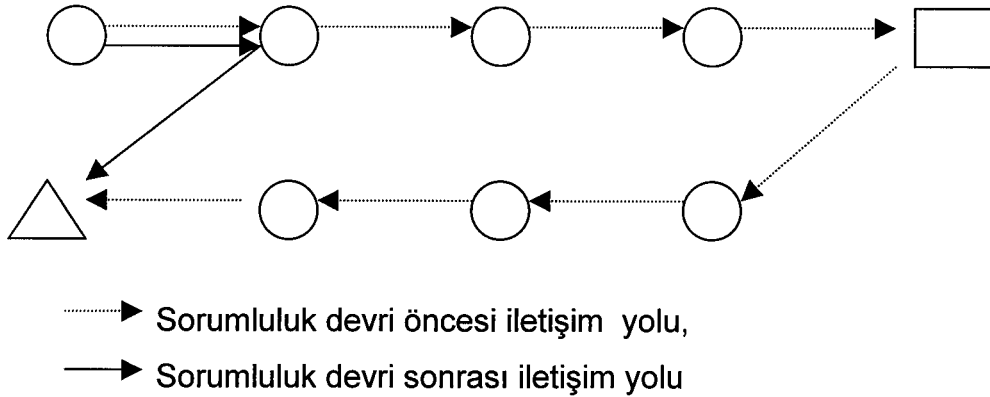 Sorumluluk devri öncesi iletişim yolu,
Sorumluluk devri sonrası iletişim yolu